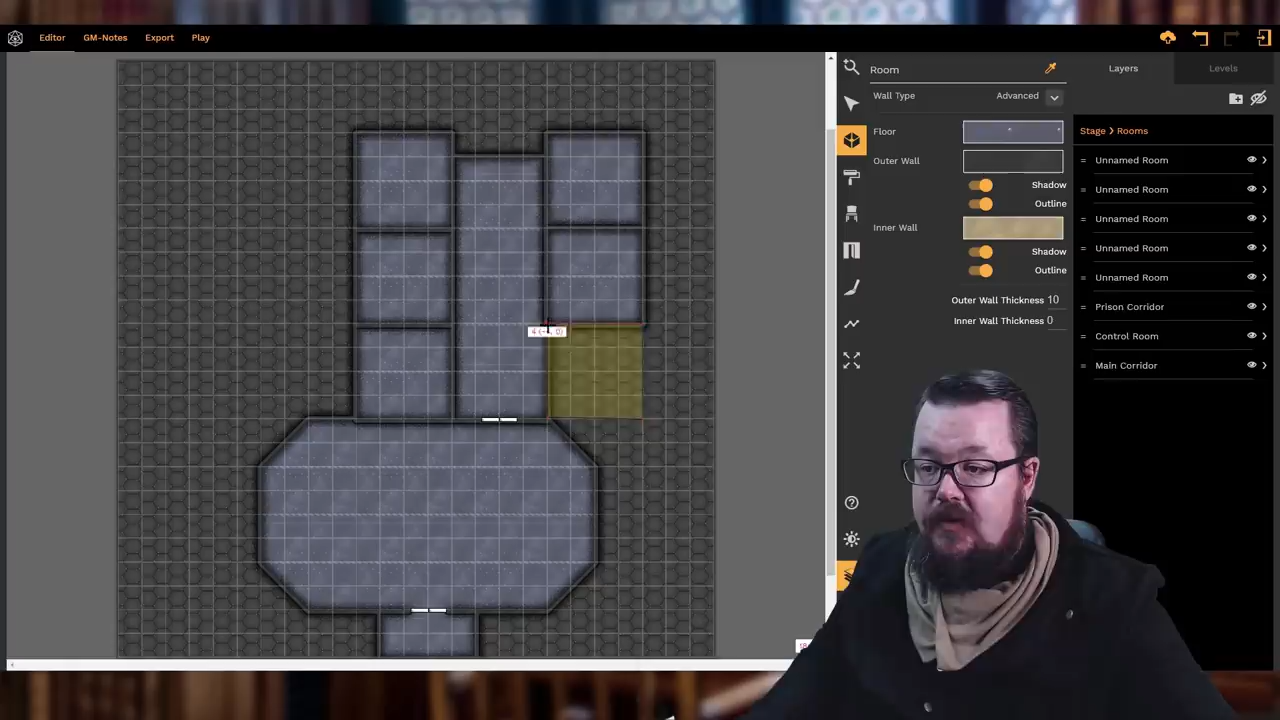 Editor GM-Notes Export Play
Room
Layers Levels
Wall Type Advanced
Floor
Stage Rooms
Outer Wall
Unnamed Room
Shadow
Unnamed Room
Outline
Unnamed Room
Inner Wall
Unnamed Room
Shadow
Outline
Unnamed Room
Outer Wall Thickness 10
Prison Corridor
Inner Wall Thickness 0
Control Room
Main Corridor